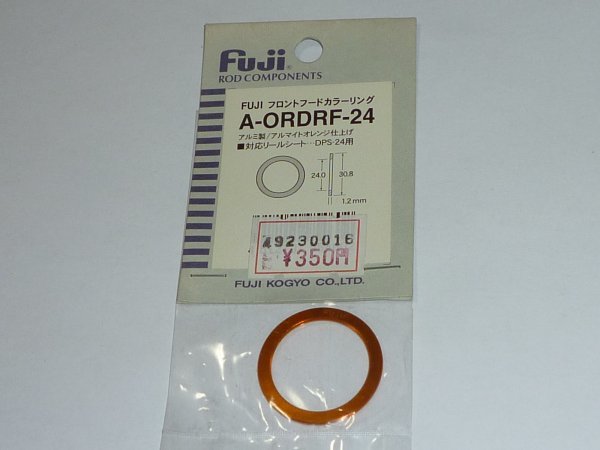 Fuji®
ROD COMPONENTS
FUJI フロントフードカラーリング
A-ORDRF-24
アルミ製/アルマイトオレンジ仕上げ
■対応リールシート…DPS-24用
24.0
30.8
1.2mm
49230016
¥350円
FUJI KOGYO CO.,LTD.